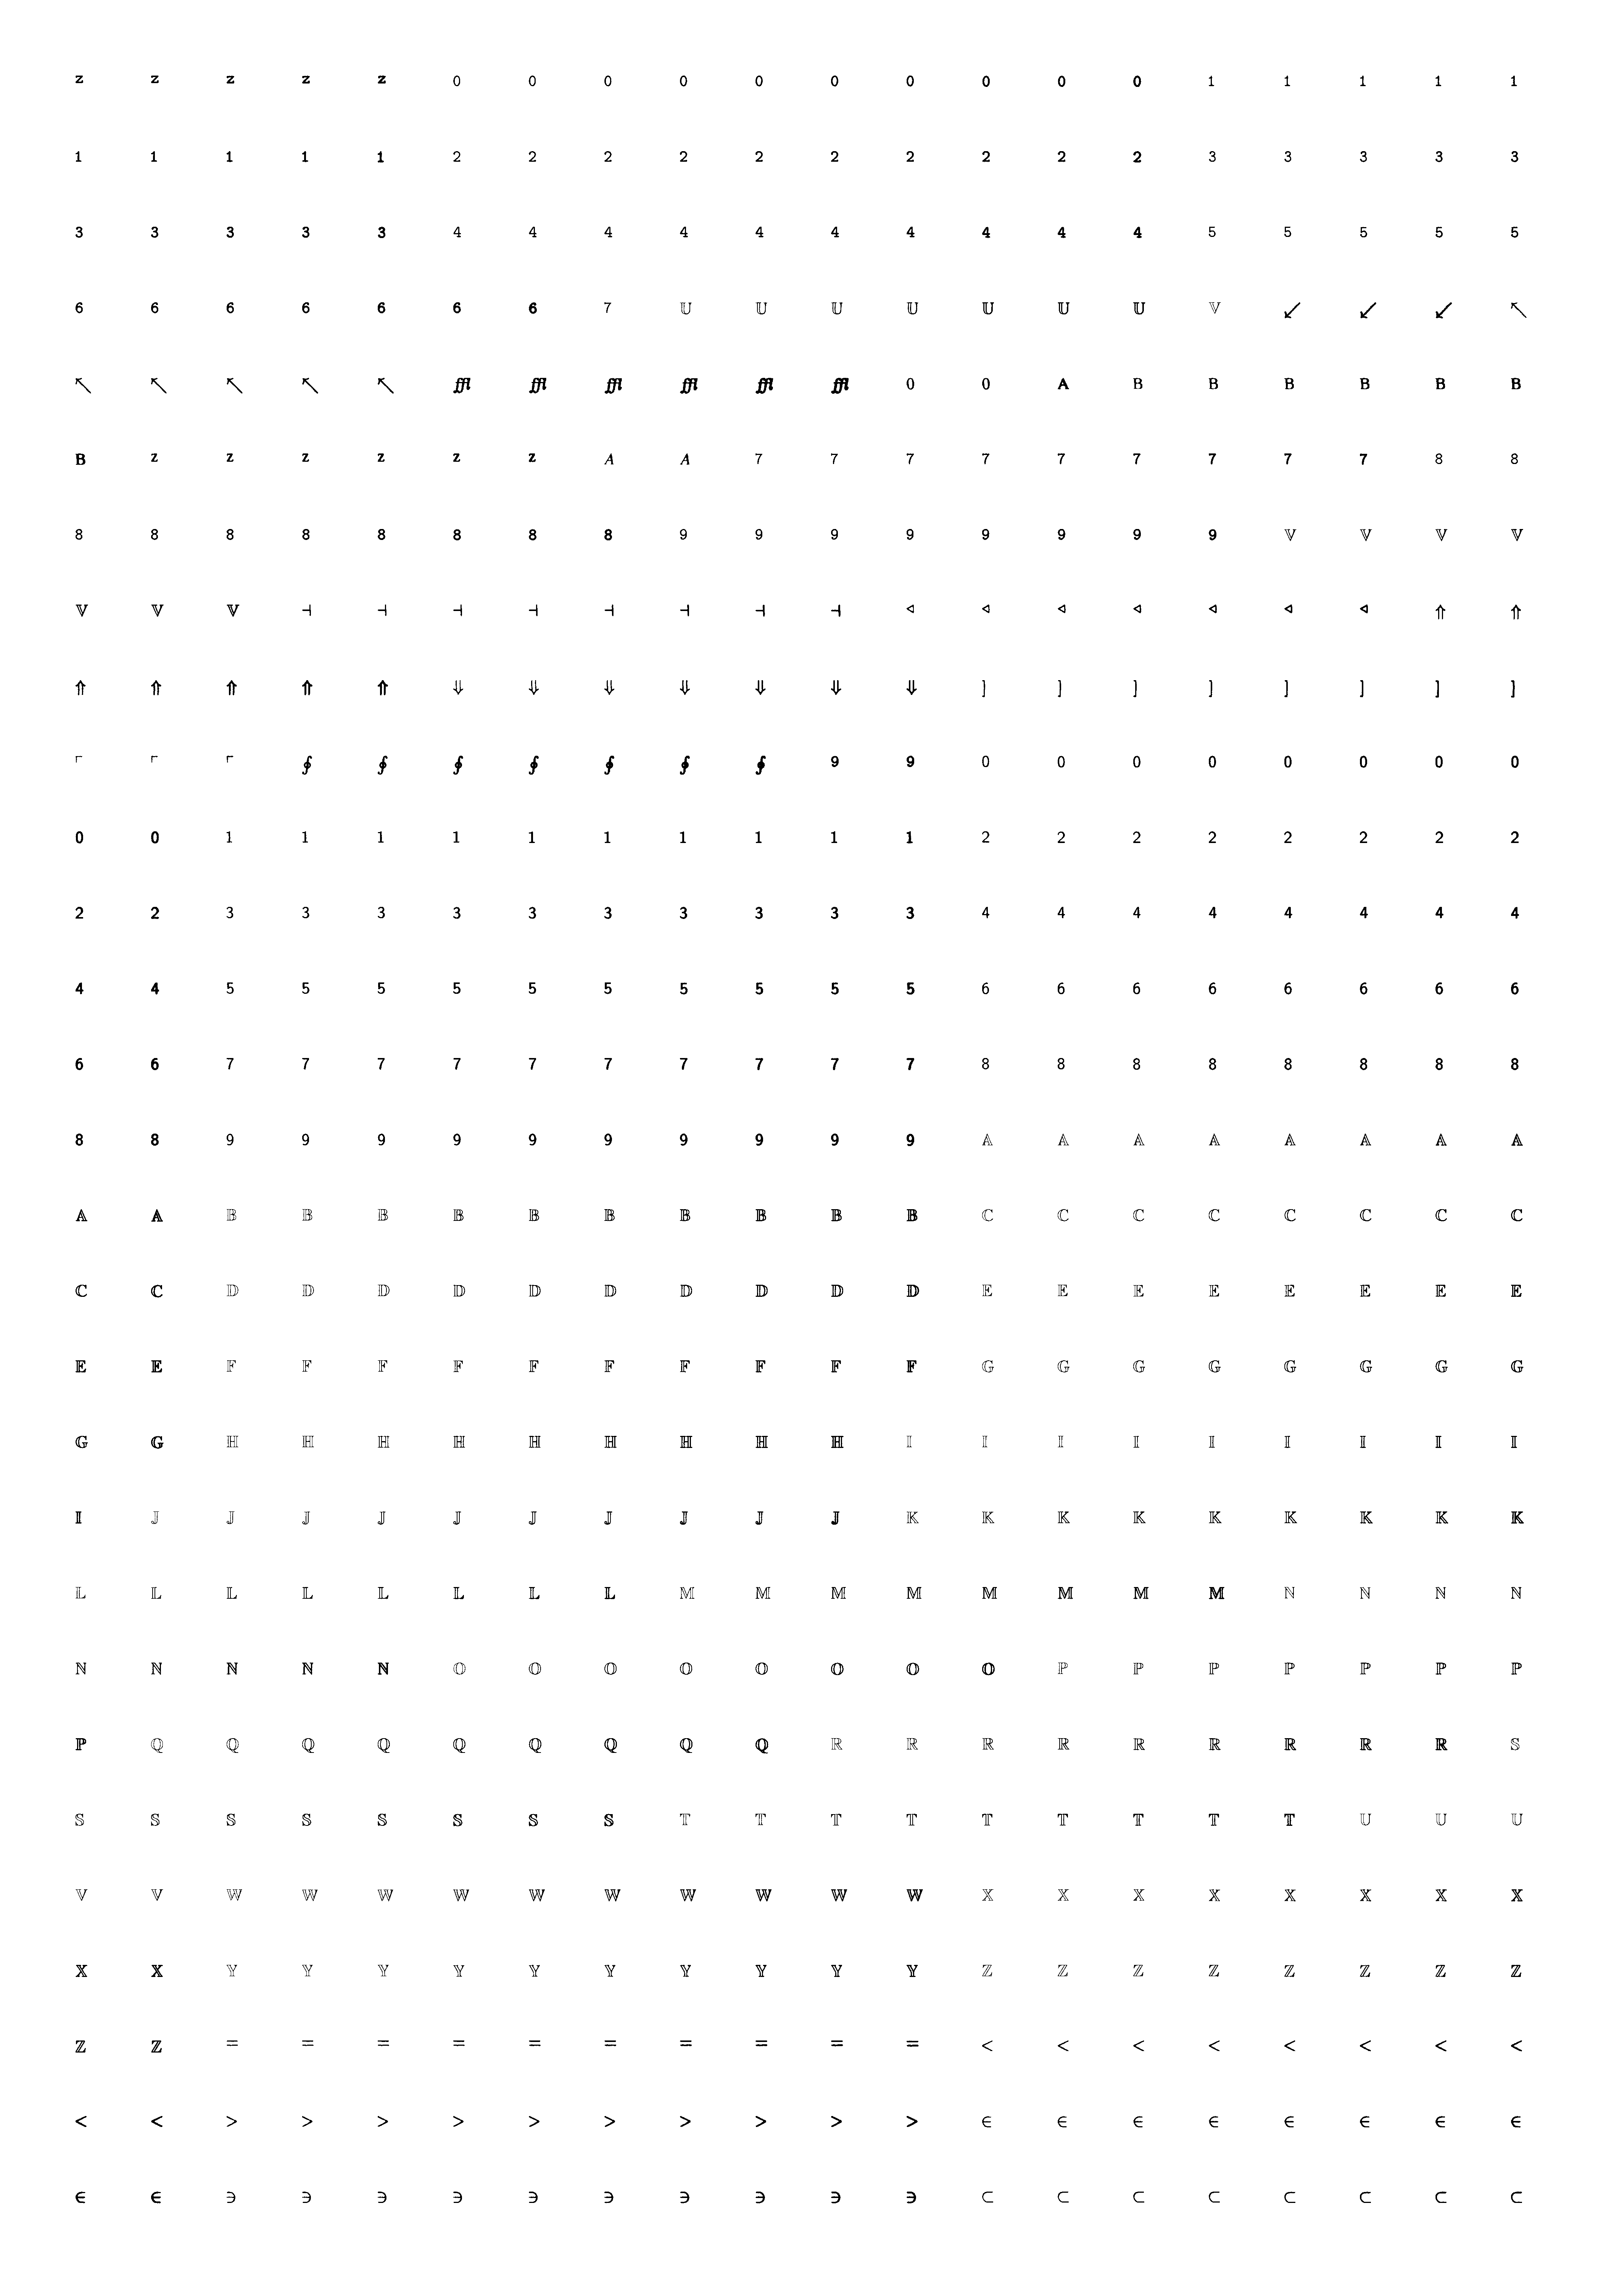 z z z z z 0 0 0 0 0 0 0 0 0 0 1 1 1 1 1
1 1 1 1 1 2 2 2 2 2 2 2 2 2 2 3 3 3 3 3
3 3 3 3 3 4 4 4 4 4 4 4 4 4 4 5 5 5 5 5
6 6 6 6 6 6 6 7 𝕌 𝕌 𝕌 𝕌 𝕌 𝕌 𝕌 𝕍 ↙ ↙ ↙ ↖
↖ ↖ ↖ ↖ ↖ ffl ffl ffl ffl ffl ffl 0 0 A B B B B B B
B z z z z z z A A 7 7 7 7 7 7 7 7 7 8 8
8 8 8 8 8 8 8 8 9 9 9 9 9 9 9 9 𝕍 𝕍 𝕍 𝕍
𝕍 𝕍 𝕍 ⊣ ⊣ ⊣ ⊣ ⊣ ⊣ ⊣ ⊣ ◃ ◃ ◃ ◃ ◃ ◃ ◃ ⇑ ⇑
⇑ ⇑ ⇑ ⇑ ⇑ ⇓ ⇓ ⇓ ⇓ ⇓ ⇓ ⇓ ] ] ] ] ] ] ] ]
⌜ ⌜ ⌜ ∮ ∮ ∮ ∮ ∮ ∮ ∮ 9 9 0 0 0 0 0 0 0 0
0 0 1 1 1 1 1 1 1 1 1 1 2 2 2 2 2 2 2 2
2 2 3 3 3 3 3 3 3 3 3 3 4 4 4 4 4 4 4 4
4 4 5 5 5 5 5 5 5 5 5 5 6 6 6 6 6 6 6 6
6 6 7 7 7 7 7 7 7 7 7 7 8 8 8 8 8 8 8 8
8 8 9 9 9 9 9 9 9 9 9 9 𝔸 𝔸 𝔸 𝔸 𝔸 𝔸 𝔸 𝔸
𝔸 𝔸 𝔹 𝔹 𝔹 𝔹 𝔹 𝔹 𝔹 𝔹 𝔹 𝔹 ℂ ℂ ℂ ℂ ℂ ℂ ℂ ℂ
ℂ ℂ 𝔻 𝔻 𝔻 𝔻 𝔻 𝔻 𝔻 𝔻 𝔻 𝔻 𝔼 𝔼 𝔼 𝔼 𝔼 𝔼 𝔼 𝔼
𝔼 𝔼 𝔽 𝔽 𝔽 𝔽 𝔽 𝔽 𝔽 𝔽 𝔽 𝔽 𝔾 𝔾 𝔾 𝔾 𝔾 𝔾 𝔾 𝔾
𝔾 𝔾 ℍ ℍ ℍ ℍ ℍ ℍ ℍ ℍ ℍ 𝕀 𝕀 𝕀 𝕀 𝕀 𝕀 𝕀 𝕀 𝕀
𝕀 𝕁 𝕁 𝕁 𝕁 𝕁 𝕁 𝕁 𝕁 𝕁 𝕁 𝕂 𝕂 𝕂 𝕂 𝕂 𝕂 𝕂 𝕂 𝕂
𝕃 𝕃 𝕃 𝕃 𝕃 𝕃 𝕃 𝕃 𝕄 𝕄 𝕄 𝕄 𝕄 𝕄 𝕄 𝕄 ℕ ℕ ℕ ℕ
ℕ ℕ ℕ ℕ ℕ 𝕆 𝕆 𝕆 𝕆 𝕆 𝕆 𝕆 𝕆 ℙ ℙ ℙ ℙ ℙ ℙ ℙ
ℙ ℚ ℚ ℚ ℚ ℚ ℚ ℚ ℚ ℚ ℝ ℝ ℝ ℝ ℝ ℝ ℝ ℝ ℝ 𝕊
𝕊 𝕊 𝕊 𝕊 𝕊 𝕊 𝕊 𝕊 𝕋 𝕋 𝕋 𝕋 𝕋 𝕋 𝕋 𝕋 𝕋 𝕌 𝕌 𝕌
𝕍 𝕍 𝕎 𝕎 𝕎 𝕎 𝕎 𝕎 𝕎 𝕎 𝕎 𝕎 𝕏 𝕏 𝕏 𝕏 𝕏 𝕏 𝕏 𝕏
𝕏 𝕏 𝕐 𝕐 𝕐 𝕐 𝕐 𝕐 𝕐 𝕐 𝕐 𝕐 ℤ ℤ ℤ ℤ ℤ ℤ ℤ ℤ
ℤ ℤ = = = = = = = = = = < < < < < < < <
< < > > > > > > > > > > ∈ ∈ ∈ ∈ ∈ ∈ ∈ ∈
∈ ∈ ∋ ∋ ∋ ∋ ∋ ∋ ∋ ∋ ∋ ∋ ⊂ ⊂ ⊂ ⊂ ⊂ ⊂ ⊂ ⊂